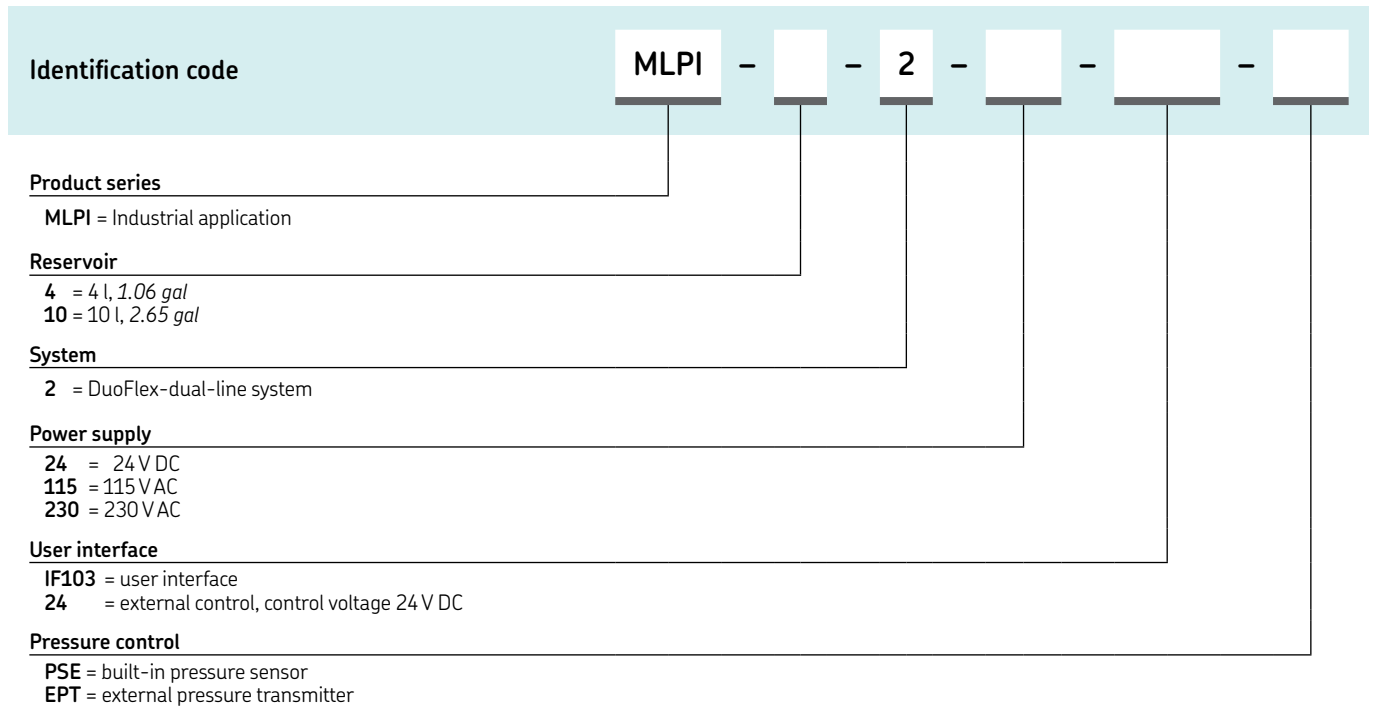 Identification code MLPI – – 2 – – –
Product series
MLPI = Industrial application
Reservoir
4 = 4 l, 1.06 gal
10 = 10 l, 2.65 gal
System
2 = DuoFlex-dual-line system
Power supply
24 = 24 V DC
115 = 115 V AC
230 = 230 V AC
User interface
IF103 = user interface
24 = external control, control voltage 24 V DC
Pressure control
PSE = built-in pressure sensor
EPT = external pressure transmitter